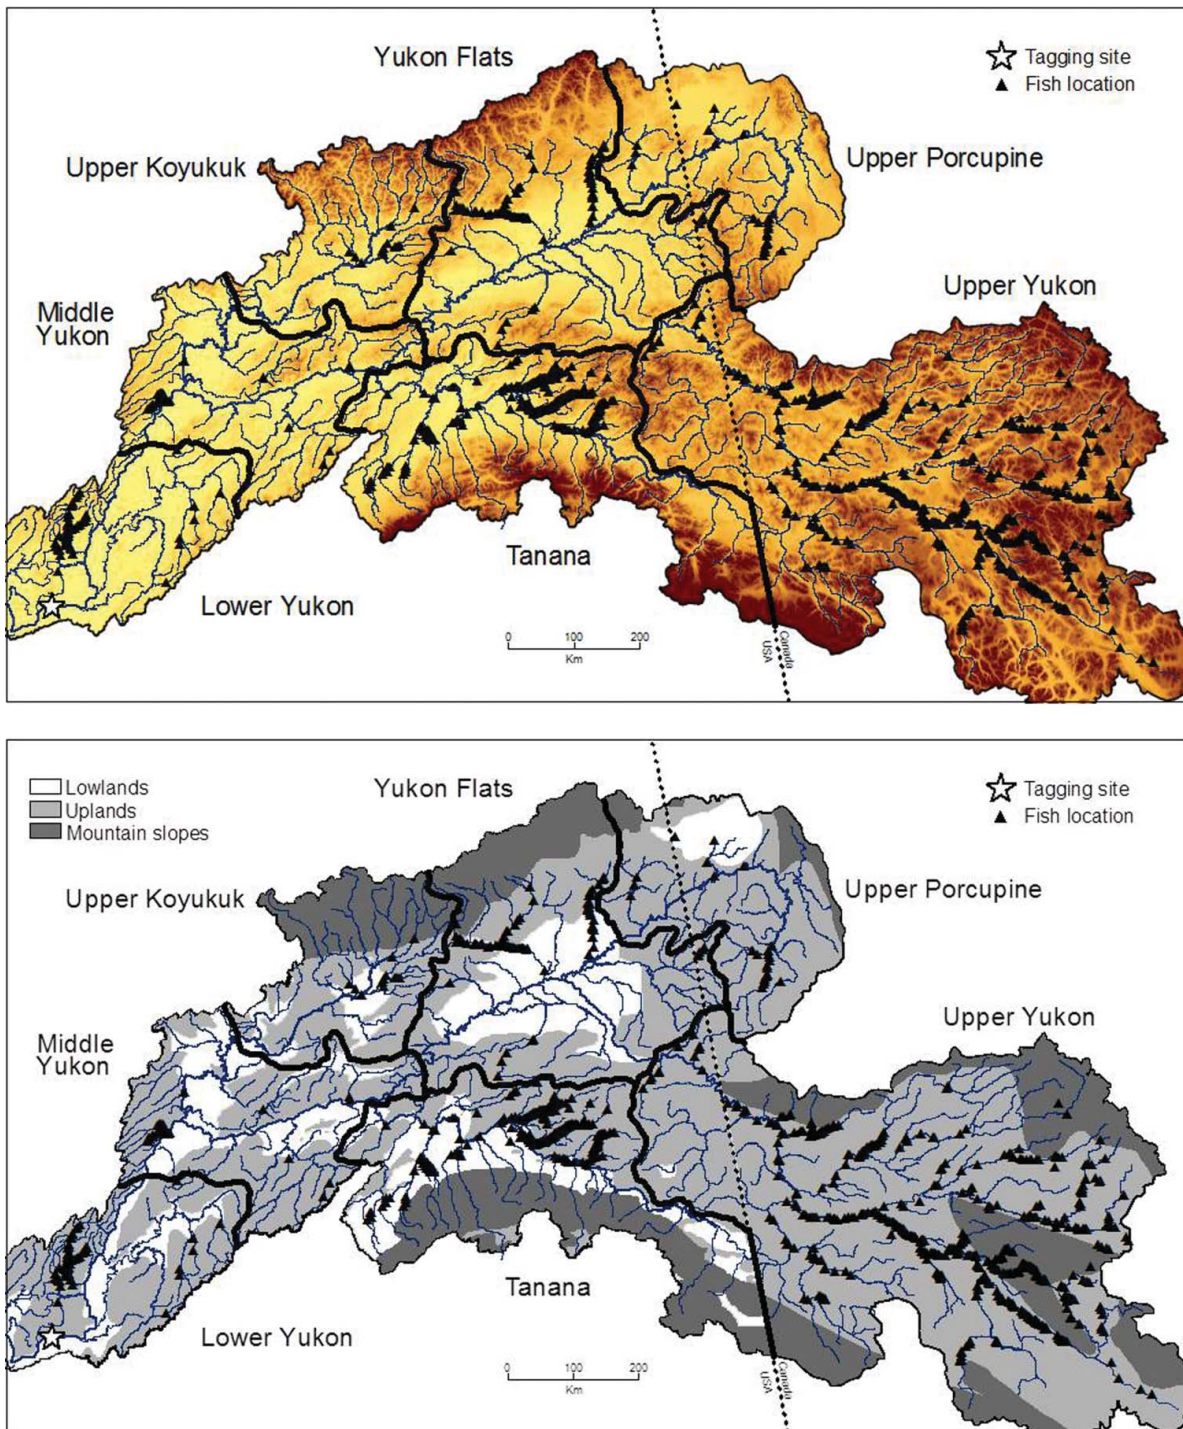 Yukon Flats
Tagging site
Fish location
Upper Koyukuk
Upper Porcupine
Middle
Yukon
Upper Yukon
Tanana
Lower Yukon
0 100 200
Km
Canada
USA
Lowlands
Uplands
Mountain slopes
Yukon Flats
Tagging site
Fish location
Upper Koyukuk
Upper Porcupine
Middle
Yukon
Upper Yukon
Tanana
Lower Yukon
0 100 200
Km
Canada
USA